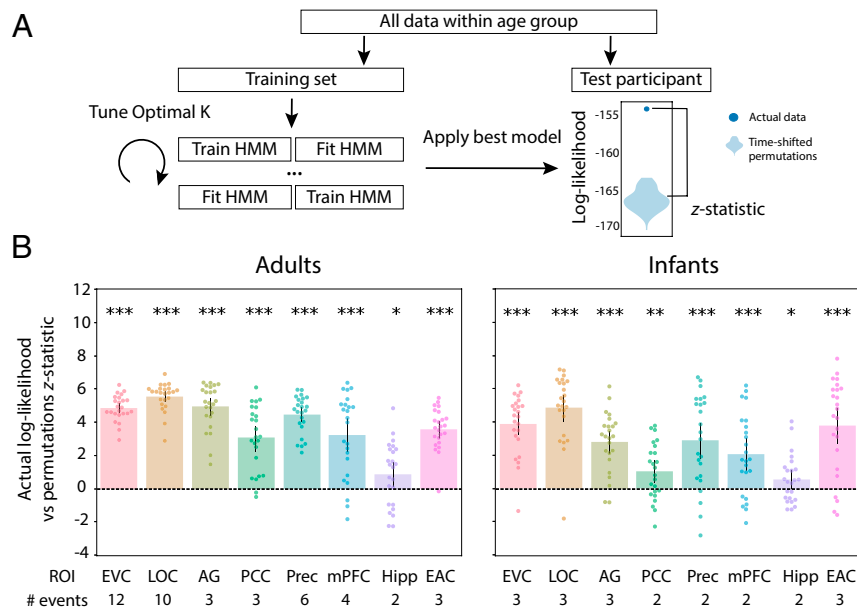 A
All data within age group
Training set
Test participant
Tune Optimal K
Train HMM
Fit HMM
...
Fit HMM
Train HMM
Apply best model
Log-likelihood
-155
-160
-165
-170
Actual data
Time-shifted
permutations
z-statistic
B
Adults
Infants
Actual log-likelihood
vs permutations z-statistic
12
10
8
6
4
2
0
-2
-4
*** *** *** *** *** *** * ***
*** *** *** ** *** *** * ***
ROI EVC LOC AG PCC Prec mPFC Hipp EAC EVC LOC AG PCC Prec mPFC Hipp EAC
# events 12 10 3 3 6 4 2 3 3 3 3 2 2 2 2 3